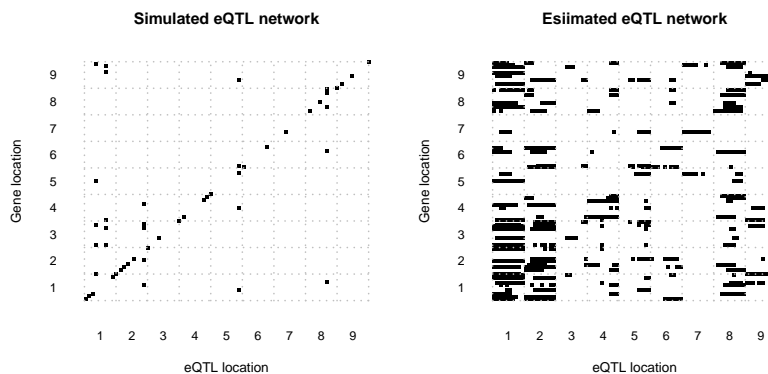 Simulated eQTL network
Gene location
9
8
7
6
5
4
3
2
1
1 2 3 4 5 6 7 8 9
eQTL location
Esiimated eQTL network
Gene location
9
8
7
6
5
4
3
2
1
1 2 3 4 5 6 7 8 9
eQTL location